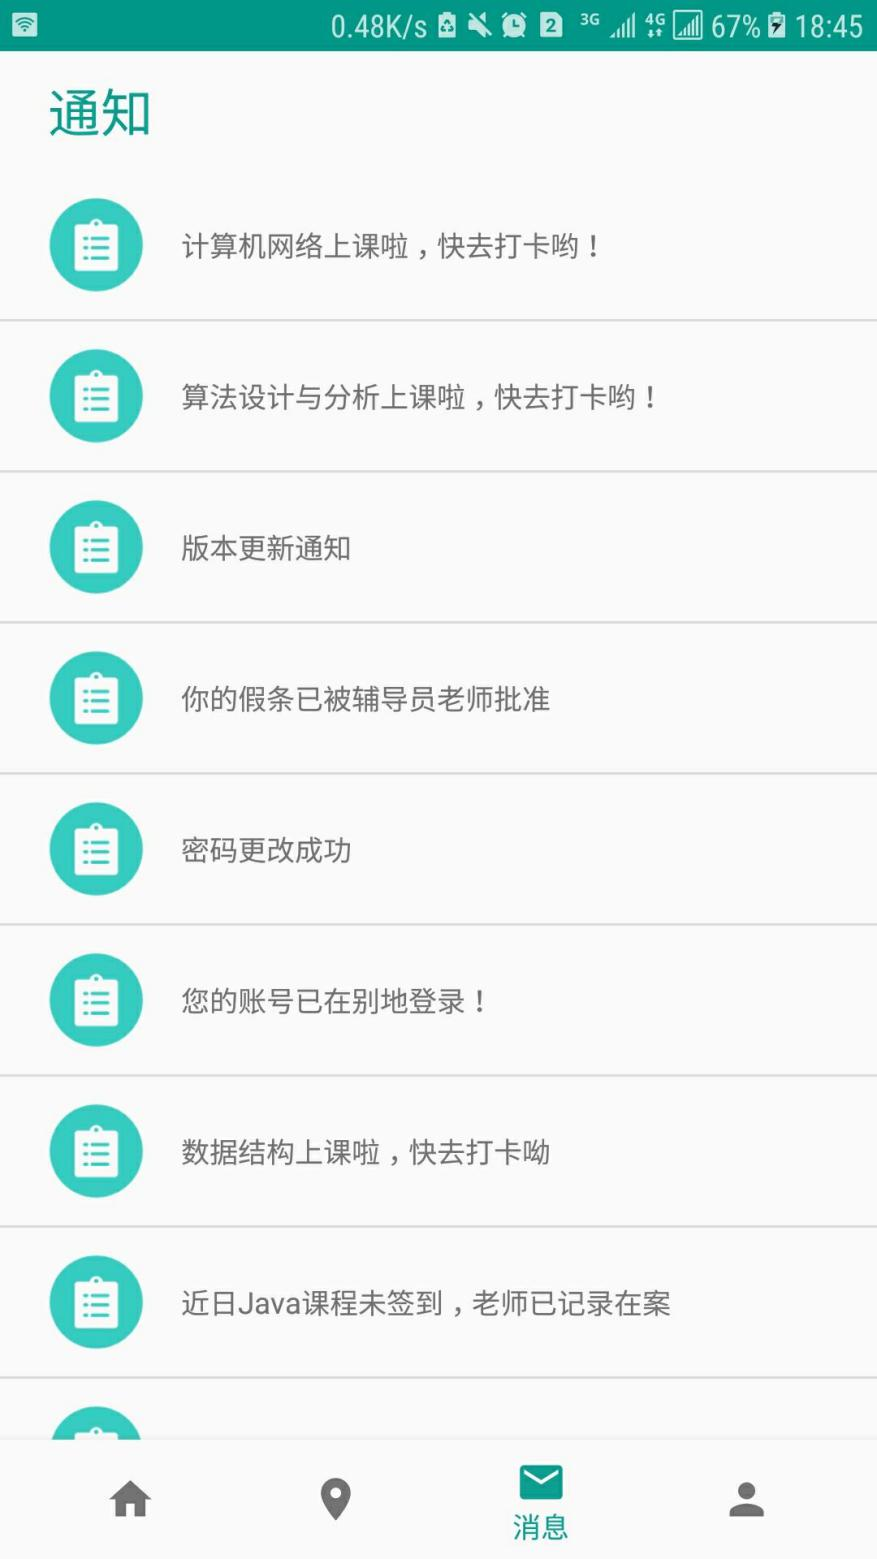 0.48K/s 2 3G 4G 67% 18:45
通知
计算机网络上课啦，快去打卡哟！
算法设计与分析上课啦，快去打卡哟！
版本更新通知
你的假条已被辅导员老师批准
密码更改成功
您的账号已在别地登录！
数据结构上课啦，快去打卡呦
近日Java课程未签到，老师已记录在案
消息